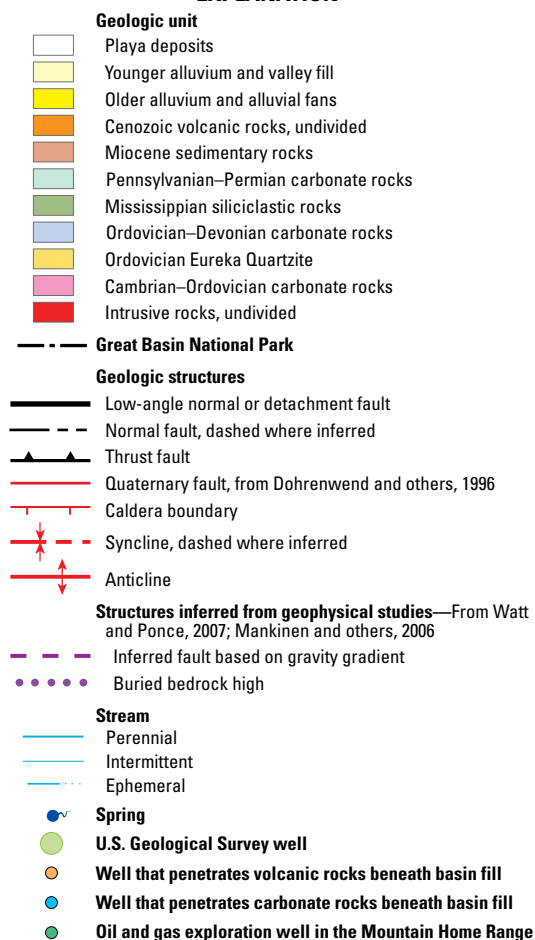 EXPLANATION
Geologic unit
Playa deposits
Younger alluvium and valley fill
Older alluvium and alluvial fans
Cenozoic volcanic rocks, undivided
Miocene sedimentary rocks
Pennsylvanian–Permian carbonate rocks
Mississippian siliciclastic rocks
Ordovician–Devonian carbonate rocks
Ordovician Eureka Quartzite
Cambrian–Ordovician carbonate rocks
Intrusive rocks, undivided
Great Basin National Park
Geologic structures
Low-angle normal or detachment fault
Normal fault, dashed where inferred
Thrust fault
Quaternary fault, from Dohrenwend and others, 1996
Caldera boundary
Syncline, dashed where inferred
Anticline
Structures inferred from geophysical studies—From Watt
and Ponce, 2007; Mankinen and others, 2006
Inferred fault based on gravity gradient
Buried bedrock high
Stream
Perennial
Intermittent
Ephemeral
Spring
U.S. Geological Survey well
Well that penetrates volcanic rocks beneath basin fill
Well that penetrates carbonate rocks beneath basin fill
Oil and gas exploration well in the Mountain Home Range